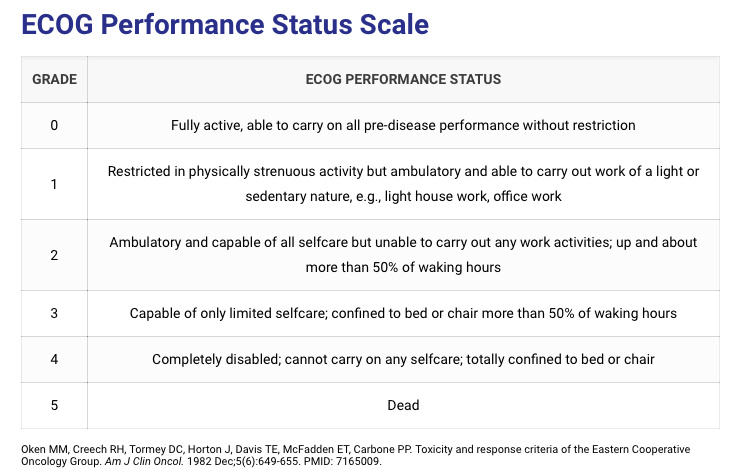 ECOG Performance Status Scale
GRADE
ECOG PERFORMANCE STATUS
0
Fully active, able to carry on all pre-disease performance without restriction
1
Restricted in physically strenuous activity but ambulatory and able to carry out work of a light or
sedentary nature, e.g., light house work, office work
2
Ambulatory and capable of all selfcare but unable to carry out any work activities; up and about
more than 50% of waking hours
3
Capable of only limited selfcare; confined to bed or chair more than 50% of waking hours
4
Completely disabled; cannot carry on any selfcare; totally confined to bed or chair
5
Dead
Oken MM, Creech RH, Tormey DC, Horton J, Davis TE, McFadden ET, Carbone PP. Toxicity and response criteria of the Eastern Cooperative
Oncology Group. Am J Clin Oncol. 1982 Dec;5(6):649-655. PMID: 7165009.